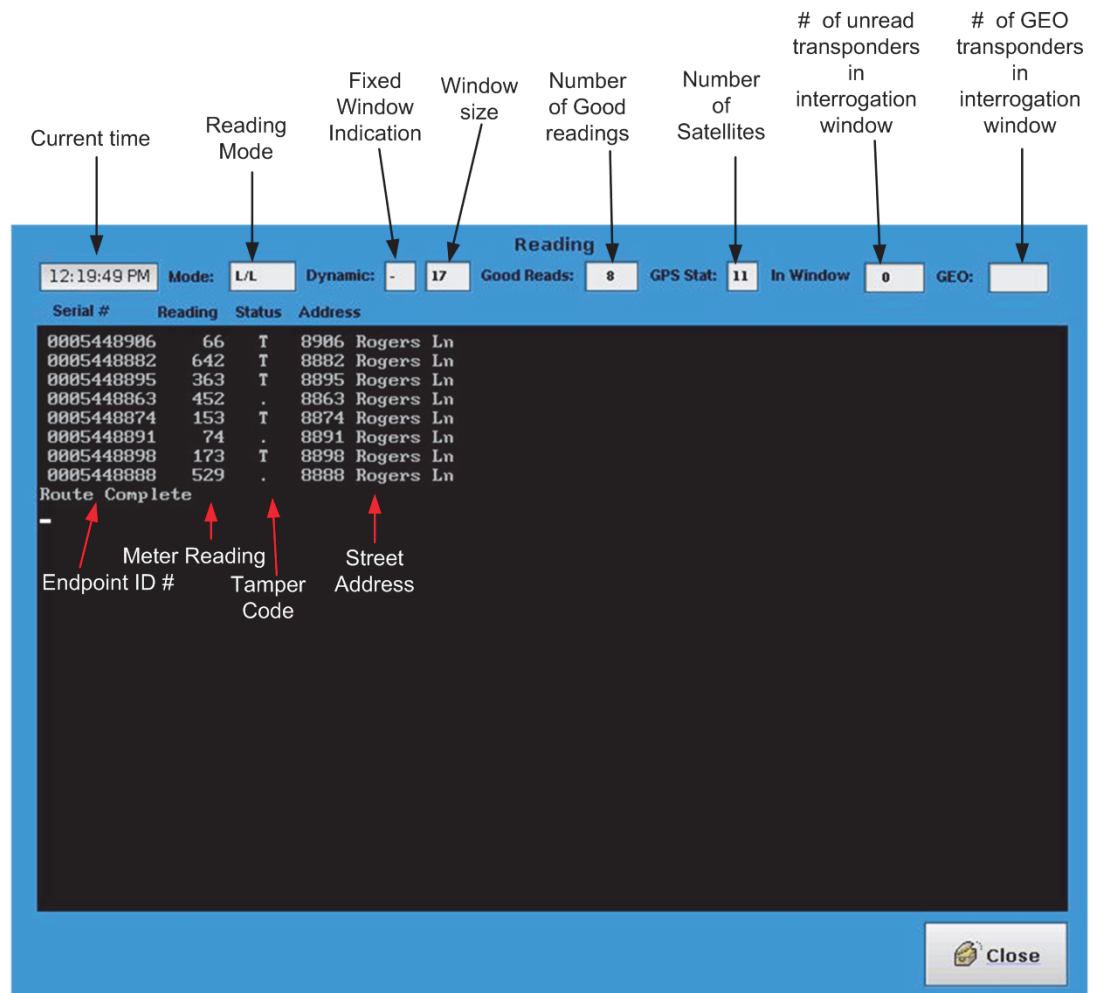 # of unread
transponders
in
interrogation
window
# of GEO
transponders
in
interrogation
window
Current time
Reading
Mode
Fixed
Window
Indication
Window
size
Number
of Good
readings
Number
of
Satellites
Reading
12:19:49 PM Mode: L/L Dynamic: - 17 Good Reads: 8 GPS Stat: 11 In Window 0 GEO:
Serial # Reading Status Address
0005448906 66 T 8906 Rogers Ln
0005448882 642 T 8882 Rogers Ln
0005448895 363 T 8895 Rogers Ln
0005448863 452 . 8863 Rogers Ln
0005448874 153 T 8874 Rogers Ln
0005448891 74 . 8891 Rogers Ln
0005448898 173 T 8898 Rogers Ln
0005448888 529 . 8888 Rogers Ln
Route Complete
Endpoint ID #
Meter Reading
Tamper
Code
Street
Address
Close